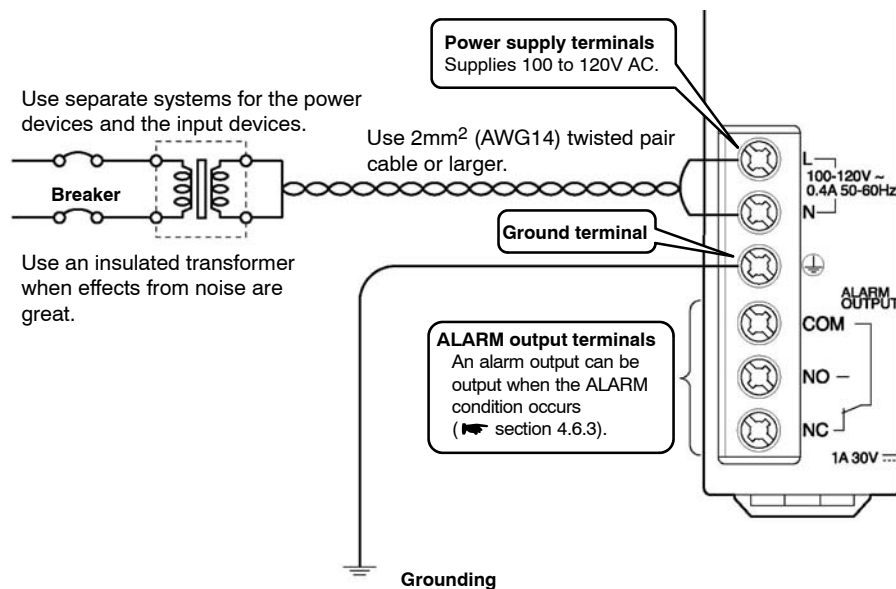 Power supply terminals
Supplies 100 to 120V AC.
Use separate systems for the power
devices and the input devices.
Use 2mm2 (AWG14) twisted pair
cable or larger.
Breaker
L
100-120V ~
0.4A 50-60Hz
N
Ground terminal
Use an insulated transformer
when effects from noise are
great.
ALARM
OUTPUT
COM
ALARM output terminals
An alarm output can be
output when the ALARM
condition occurs
( section 4.6.3).
NO
NC
1A 30V
Grounding